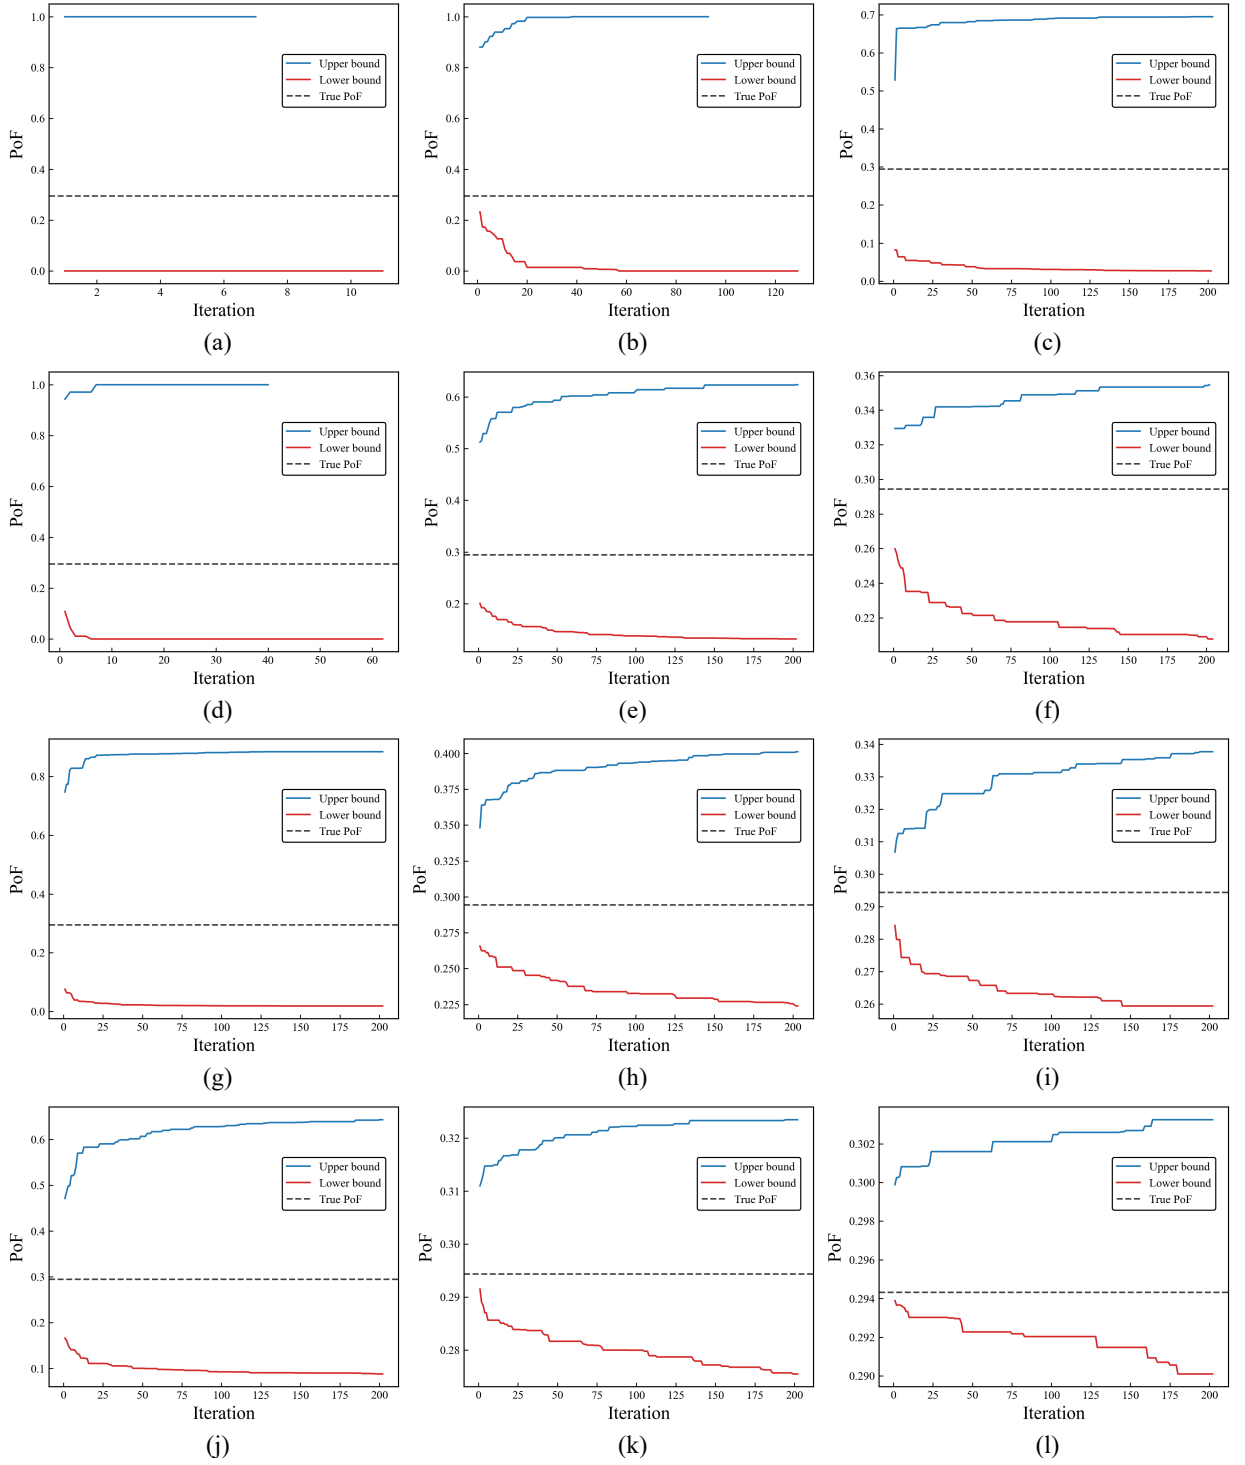 1.0
0.8
0.6
0.4
0.2
0.0
PoF
Upper bound
Lower bound
True PoF
2 4 6 8 10
Iteration
(a)
1.0
0.8
0.6
0.4
0.2
0.0
PoF
Upper bound
Lower bound
True PoF
0 20 40 60 80 100 120
Iteration
(b)
0.7
0.6
0.5
0.4
0.3
0.2
0.1
0.0
PoF
Upper bound
Lower bound
True PoF
0 25 50 75 100 125 150 175 200
Iteration
(c)
1.0
0.8
0.6
0.4
0.2
0.0
PoF
Upper bound
Lower bound
True PoF
0 10 20 30 40 50 60
Iteration
(d)
0.6
0.5
0.4
0.3
0.2
PoF
Upper bound
Lower bound
True PoF
0 25 50 75 100 125 150 175 200
Iteration
(e)
0.36
0.34
0.32
0.30
0.28
0.26
0.24
0.22
PoF
Upper bound
Lower bound
True PoF
0 25 50 75 100 125 150 175 200
Iteration
(f)
0.8
0.6
0.4
0.2
0.0
PoF
Upper bound
Lower bound
True PoF
0 25 50 75 100 125 150 175 200
Iteration
(g)
0.400
0.375
0.350
0.325
0.300
0.275
0.250
0.225
PoF
Upper bound
Lower bound
True PoF
0 25 50 75 100 125 150 175 200
Iteration
(h)
0.34
0.33
0.32
0.31
0.30
0.29
0.28
0.27
0.26
PoF
Upper bound
Lower bound
True PoF
0 25 50 75 100 125 150 175 200
Iteration
(i)
0.6
0.5
0.4
0.3
0.2
0.1
PoF
Upper bound
Lower bound
True PoF
0 25 50 75 100 125 150 175 200
Iteration
(j)
0.32
0.31
0.30
0.29
0.28
PoF
Upper bound
Lower bound
True PoF
0 25 50 75 100 125 150 175 200
Iteration
(k)
0.302
0.300
0.298
0.296
0.294
0.292
0.290
PoF
Upper bound
Lower bound
True PoF
0 25 50 75 100 125 150 175 200
Iteration
(l)